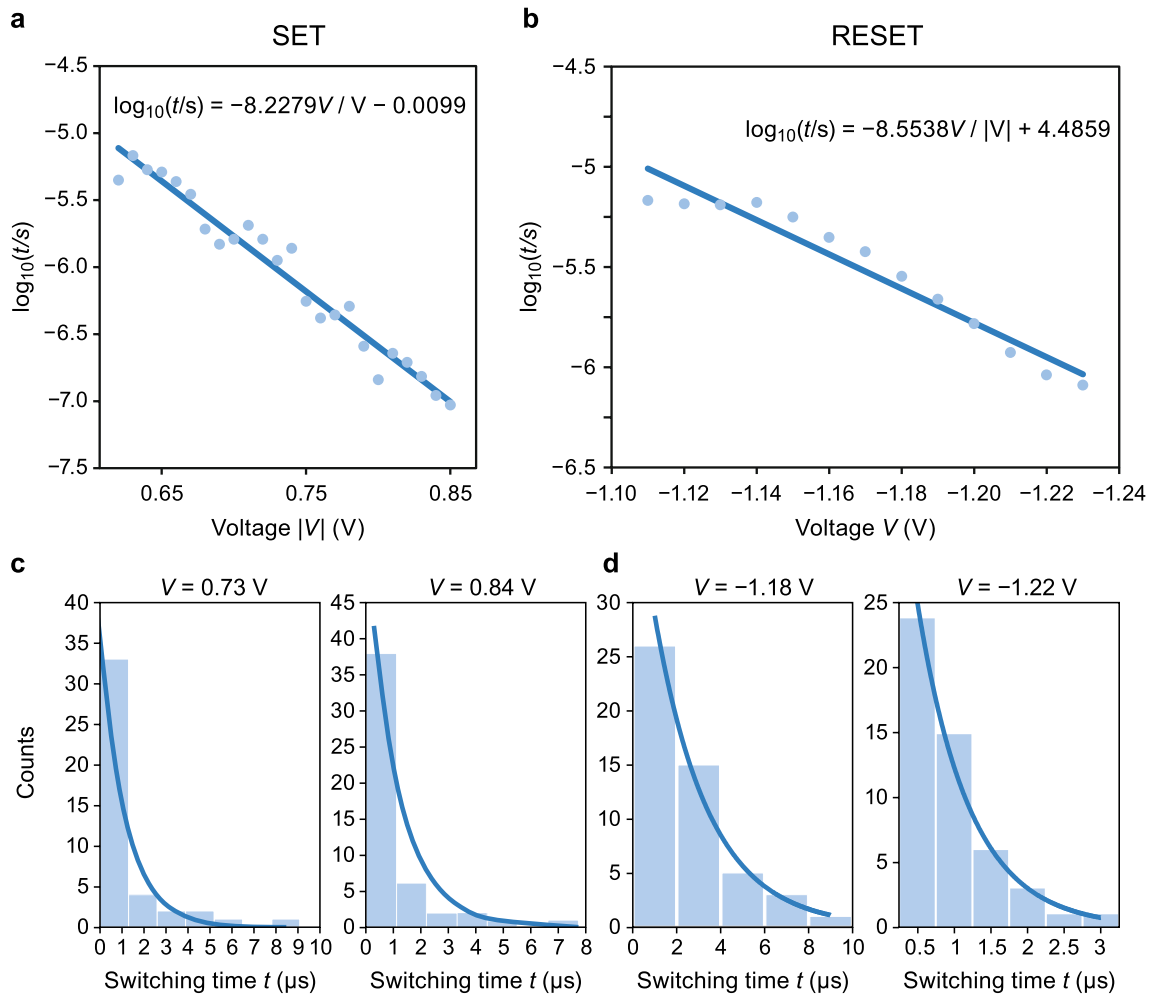 a
SET
log10(t/s) = −8.2279V / V − 0.0099
−4.5
−5.0
−5.5
−6.0
−6.5
−7.0
−7.5
log10(t/s)
0.65 0.75 0.85
Voltage |V| (V)
b
RESET
log10(t/s) = −8.5538V / |V| + 4.4859
−4.5
−5
−5.5
−6
−6.5
log10(t/s)
−1.10 −1.12 −1.14 −1.16 −1.18 −1.20 −1.22 −1.24
Voltage V (V)
c
V = 0.73 V
40
35
30
25
20
15
10
5
0
Counts
0 1 2 3 4 5 6 7 8 9 10
Switching time t (µs)
V = 0.84 V
45
40
35
30
25
20
15
10
5
0
0 1 2 3 4 5 6 7 8
Switching time t (µs)
d
V = −1.18 V
30
25
20
15
10
5
0
0 2 4 6 8 10
Switching time t (µs)
V = −1.22 V
25
20
15
10
5
0
0.5 1 1.5 2 2.5 3
Switching time t (µs)